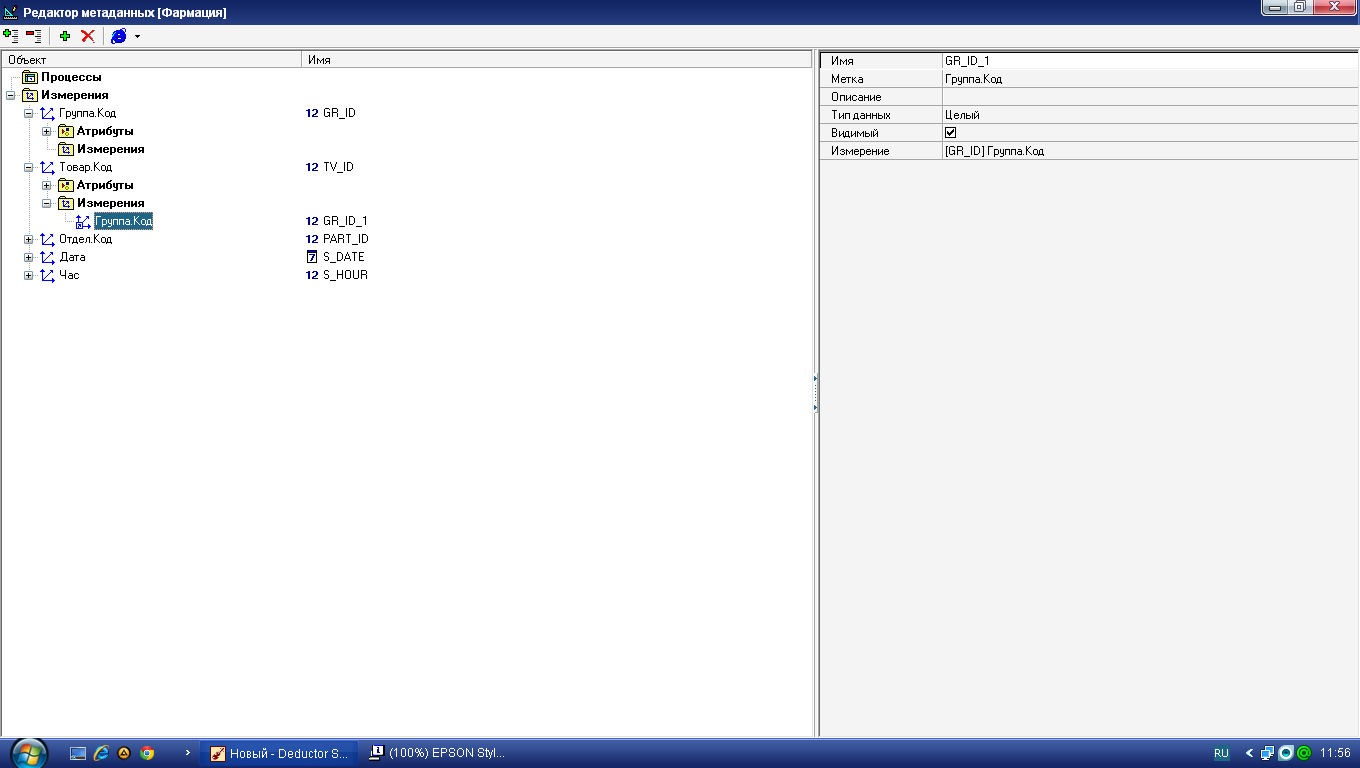 Редактор метаданных [Фармация]
Объект Имя
Процессы
Измерения
Группа.Код 12 GR_ID
Атрибуты
Измерения
Товар.Код 12 TV_ID
Атрибуты
Измерения
Группа.Код 12 GR_ID_1
Отдел.Код 12 PART_ID
Дата 7 S_DATE
Час 12 S_HOUR
Имя GR_ID_1
Метка Группа.Код
Описание
Тип данных Целый
Видимый
Измерение [GR_ID] Группа.Код
Новый - Deductor S...
(100%) EPSON Styl...
RU
11:56